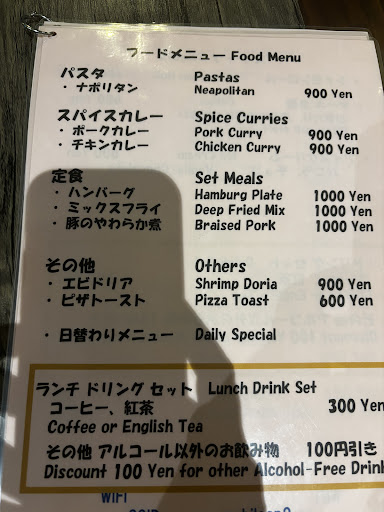 フードメニュー Food Menu
パスタ Pastas
・ナポリタン Neapolitan 900 Yen
スパイスカレー Spice Curries
・ポークカレー Pork Curry 900 Yen
・チキンカレー Chicken Curry 900 Yen
定食 Set Meals
・ハンバーグ Hamburg Plate 1000 Yen
・ミックスフライ Deep Fried Mix 1000 Yen
・豚のやわらか煮 Braised Pork 1000 Yen
その他 Others
・エビドリア Shrimp Doria 900 Yen
・ピザトースト Pizza Toast 600 Yen
・日替わりメニュー Daily Special
ランチ ドリング セット Lunch Drink Set
コーヒー、紅茶 300 Yen
Coffee or English Tea
その他 アルコール以外のお飲み物 100円引き
Discount 100 Yen for other Alcohol-Free Drink
WIFI